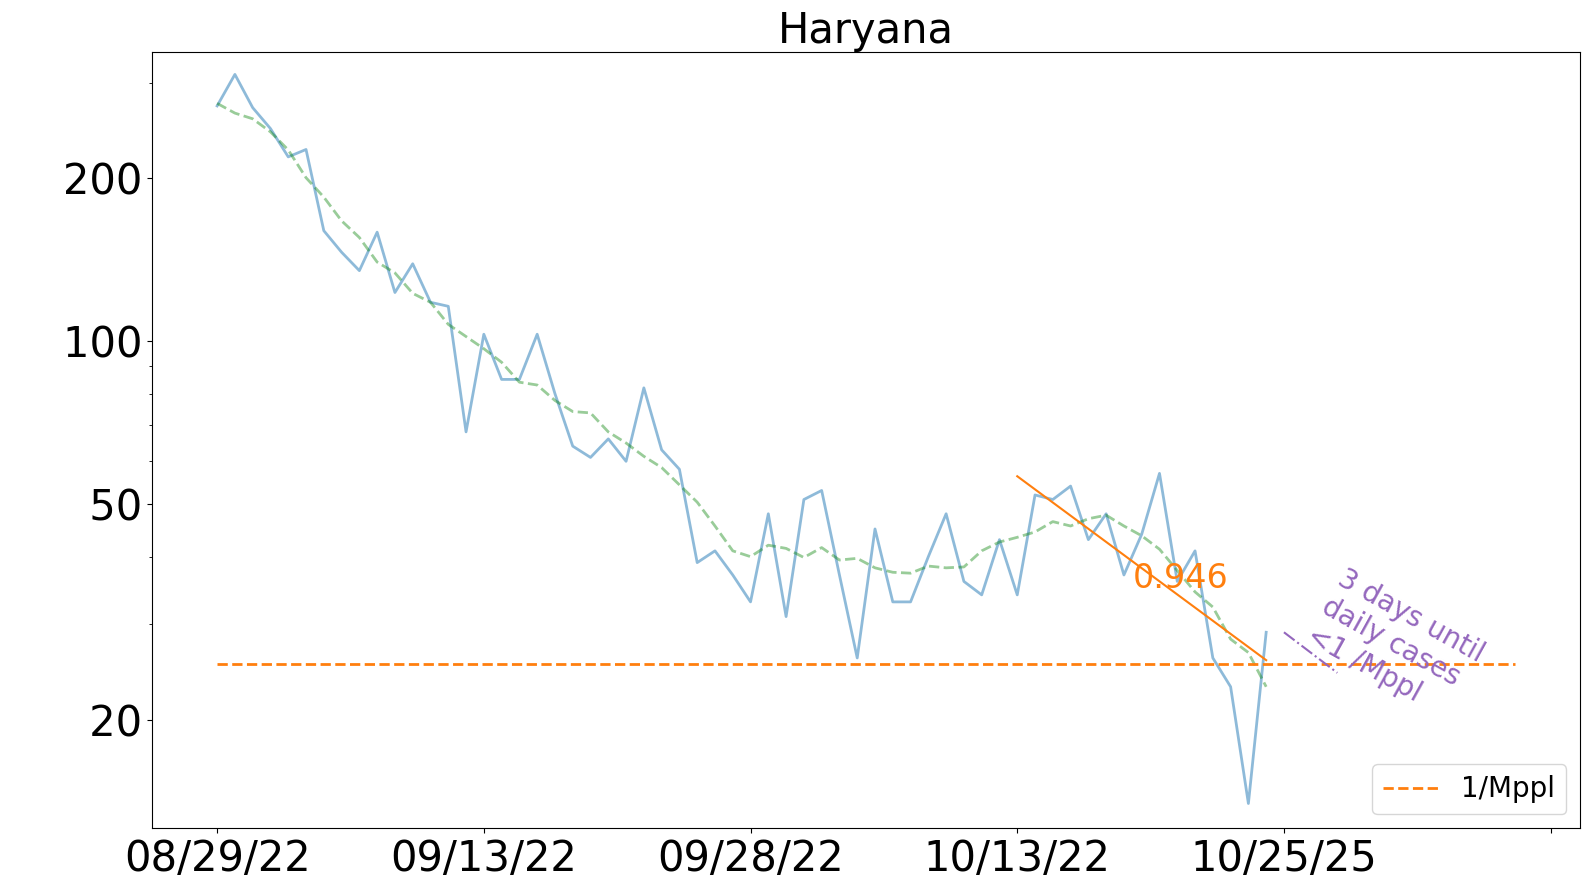 Haryana
200
100
50
20
0.946
3 days until
daily cases
<1 /Mppl
1/Mppl
08/29/22
09/13/22
09/28/22
10/13/22
10/25/25